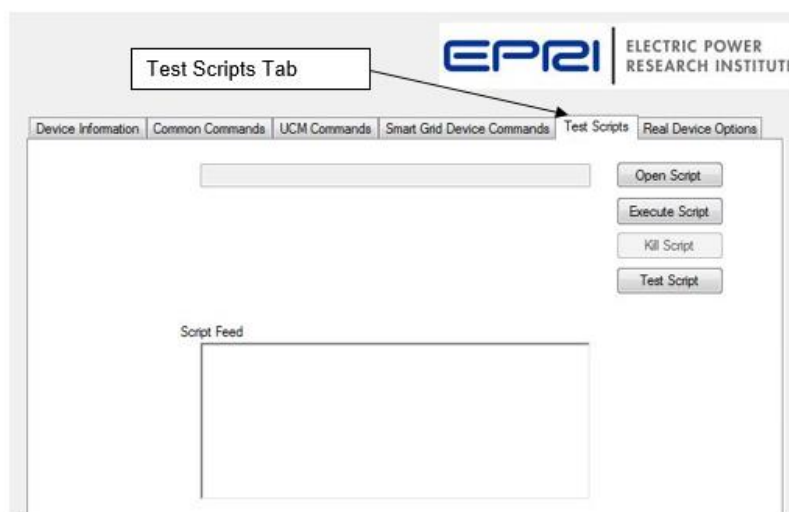 EPRI
ELECTRIC POWER
RESEARCH INSTITUT
Test Scripts Tab
Device Information
Common Commands
UCM Commands
Smart Grid Device Commands
Test Scripts
Real Device Options
Open Script
Execute Script
Kill Script
Test Script
Script Feed